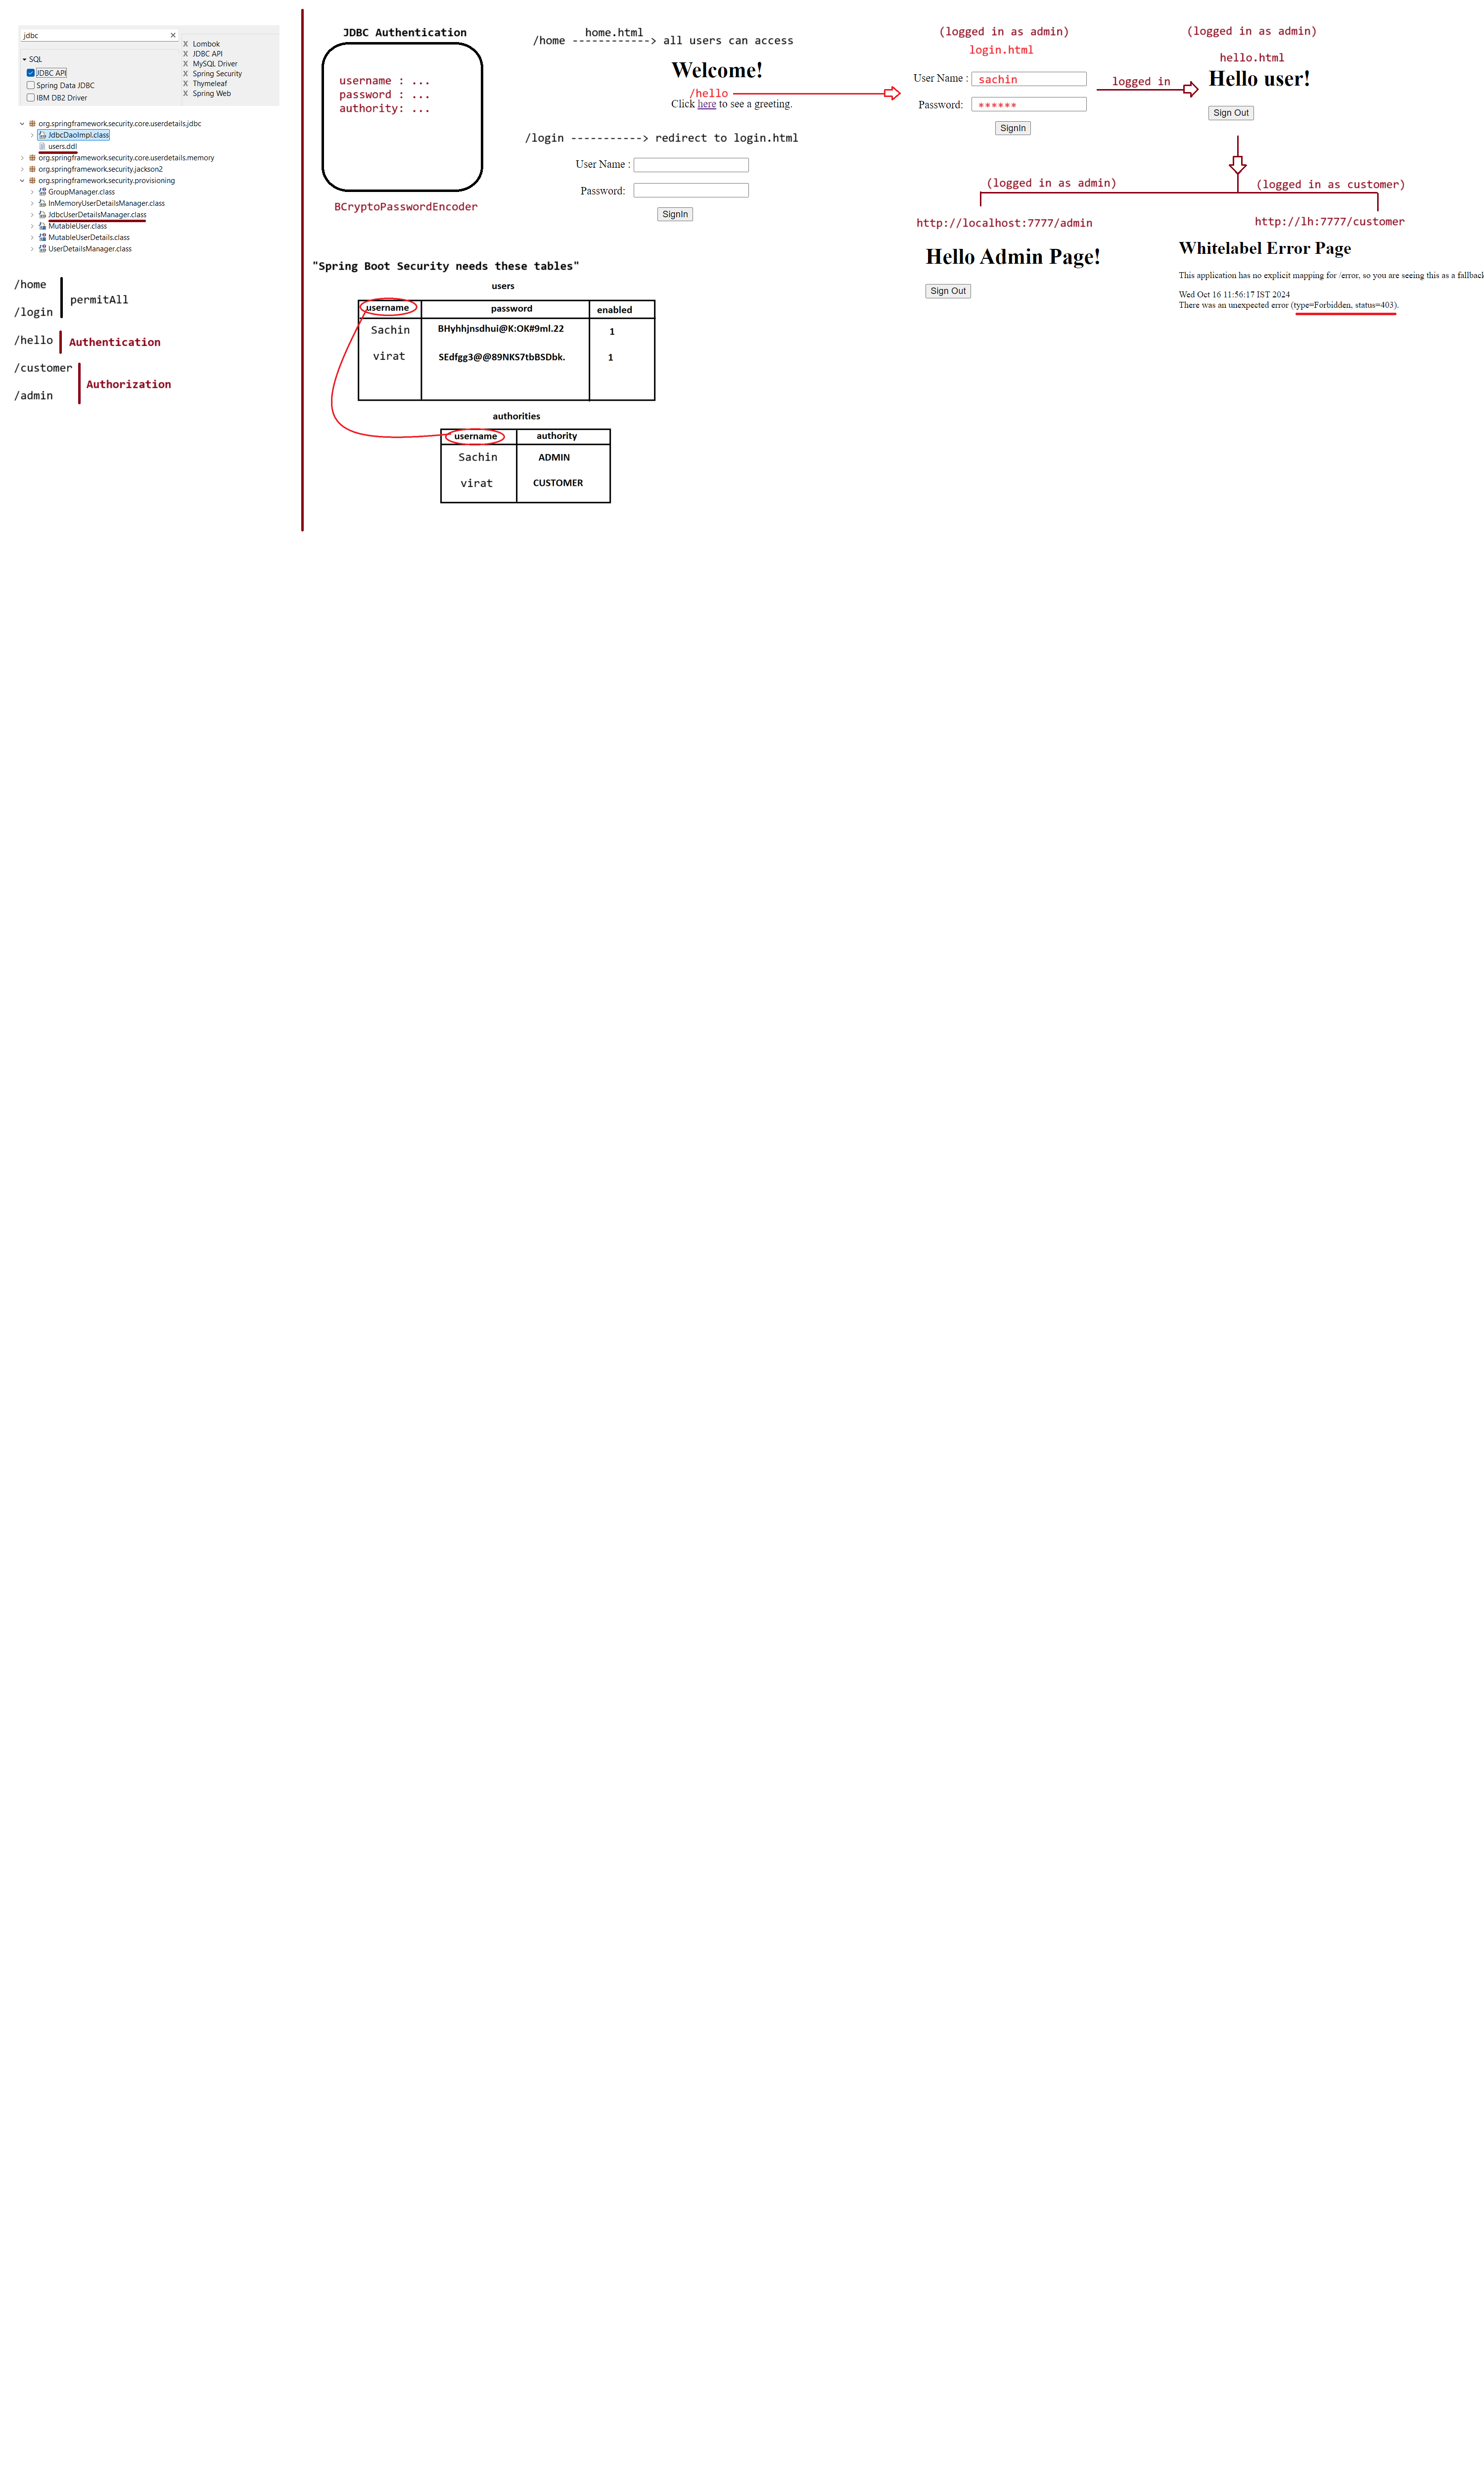 jdbc
SQL
JDBC API
Spring Data JDBC
IBM DB2 Driver
X Lombok
X JDBC API
X MySQL Driver
X Spring Security
X Thymeleaf
X Spring Web
org.springframework.security.core.userdetails.jdbc
JdbcDaoImpl.class
users.ddl
org.springframework.security.core.userdetails.memory
org.springframework.security.jackson2
org.springframework.security.provisioning
GroupManager.class
InMemoryUserDetailsManager.class
JdbcUserDetailsManager.class
MutableUser.class
MutableUserDetails.class
UserDetailsManager.class
/home
/login
permitAll
/hello
Authentication
/customer
/admin
Authorization
JDBC Authentication
username : ...
password : ...
authority: ...
BCryptoPasswordEncoder
home.html
/home ------------> all users can access
Welcome!
/hello
Click here to see a greeting.
/login -----------> redirect to login.html
User Name :
Password:
SignIn
(logged in as admin)
login.html
User Name : sachin
Password: ******
SignIn
logged in
(logged in as admin)
hello.html
Hello user!
Sign Out
(logged in as admin)
(logged in as customer)
http://localhost:7777/admin
http://lh:7777/customer
Hello Admin Page!
Sign Out
Whitelabel Error Page
This application has no explicit mapping for /error, so you are seeing this as a fallback
Wed Oct 16 11:56:17 IST 2024
There was an unexpected error (type=Forbidden, status=403).
"Spring Boot Security needs these tables"
users
username password enabled
Sachin BHyhhjnsdhui@K:OK#9ml.22 1
virat SEdfgg3@@89NKS7tbBSDbk. 1
authorities
username authority
Sachin ADMIN
virat CUSTOMER